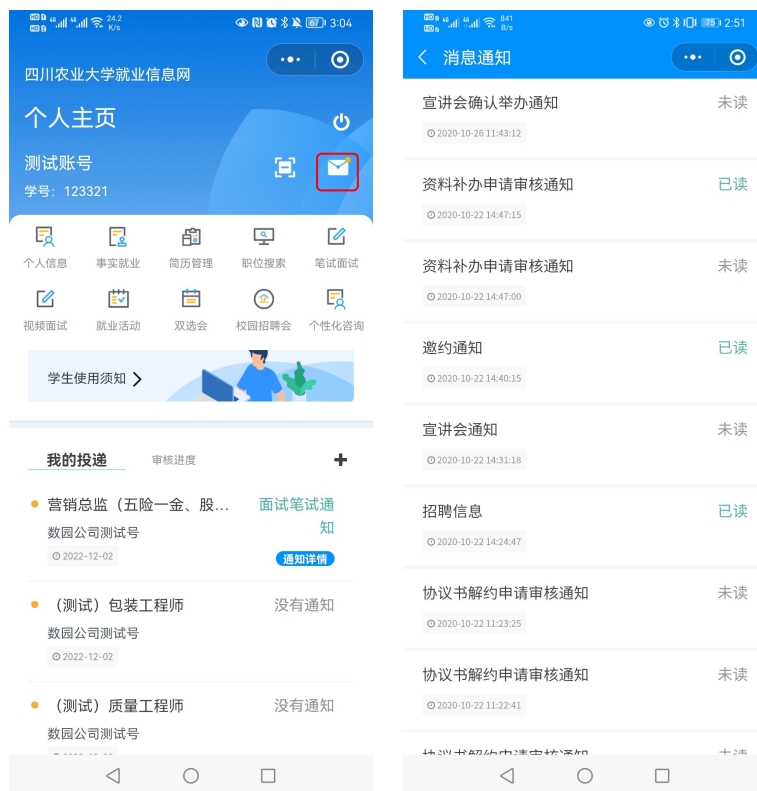 HD 1 46 46 24.2 K/s 67 3:04
HD 2
四川农业大学就业信息网
个人主页
测试账号
学号: 123321
个人信息 事实就业 简历管理 职位搜索 笔试面试
视频面试 就业活动 双选会 校园招聘会 个性化咨询
学生使用须知
我的投递 审核进度
营销总监（五险一金、股… 面试笔试通知
数园公司测试号
2022-12-02 通知详情
（测试）包装工程师 没有通知
数园公司测试号
2022-12-02
（测试）质量工程师 没有通知
数园公司测试号
46 46 841 B/s 75 2:51
消息通知
宣讲会确认举办通知 未读
2020-10-26 11:43:12
资料补办申请审核通知 已读
2020-10-22 14:47:15
资料补办申请审核通知 未读
2020-10-22 14:47:00
邀约通知 已读
2020-10-22 14:40:15
宣讲会通知 未读
2020-10-22 14:31:18
招聘信息 已读
2020-10-22 14:24:47
协议书解约申请审核通知 未读
2020-10-22 11:23:25
协议书解约申请审核通知 未读
2020-10-22 11:22:41